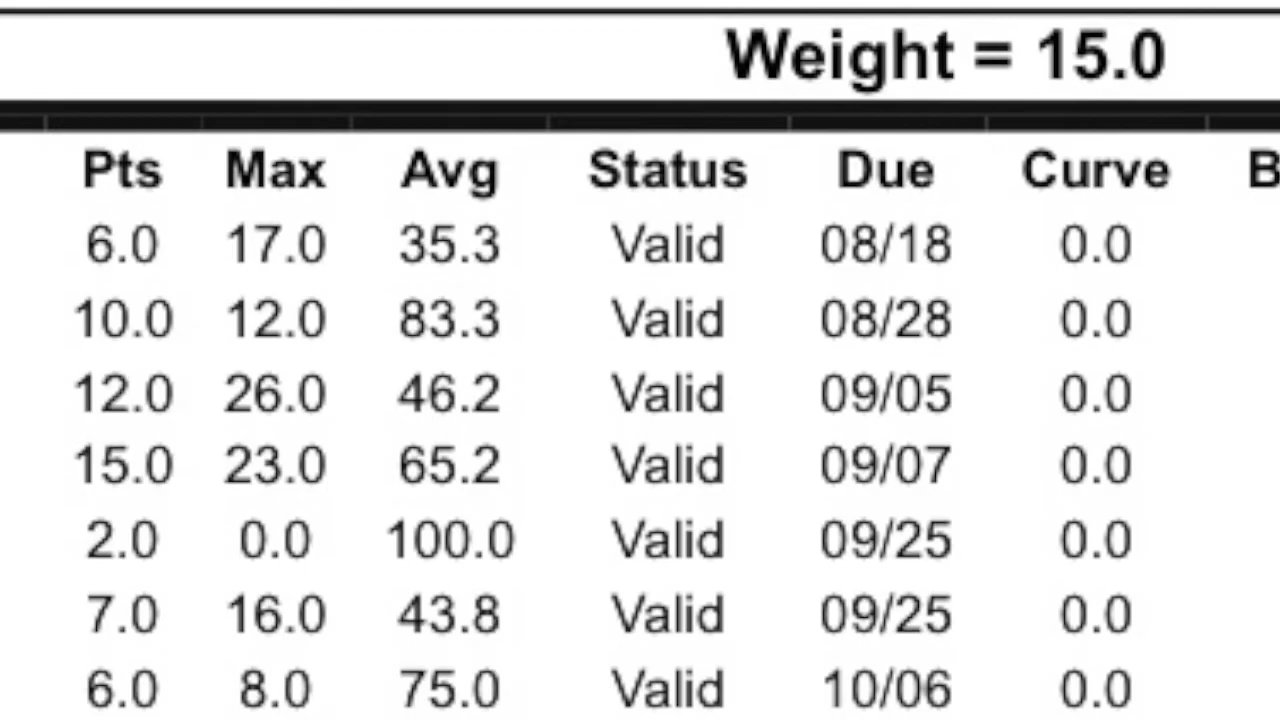 Weight = 15.0
Pts Max Avg Status Due Curve B
6.0 17.0 35.3 Valid 08/18 0.0
10.0 12.0 83.3 Valid 08/28 0.0
12.0 26.0 46.2 Valid 09/05 0.0
15.0 23.0 65.2 Valid 09/07 0.0
2.0 0.0 100.0 Valid 09/25 0.0
7.0 16.0 43.8 Valid 09/25 0.0
6.0 8.0 75.0 Valid 10/06 0.0